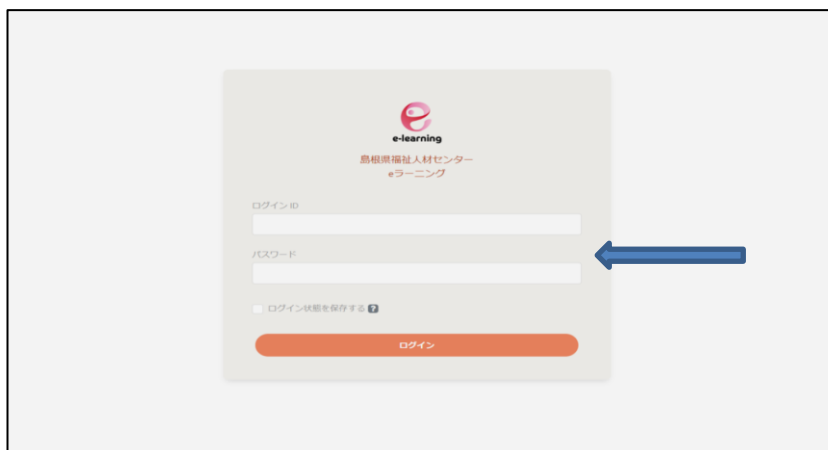 e-learning
島根県福祉人材センター
eラーニング
ログイン ID
パスワード
ログイン状態を保存する ?
ログイン